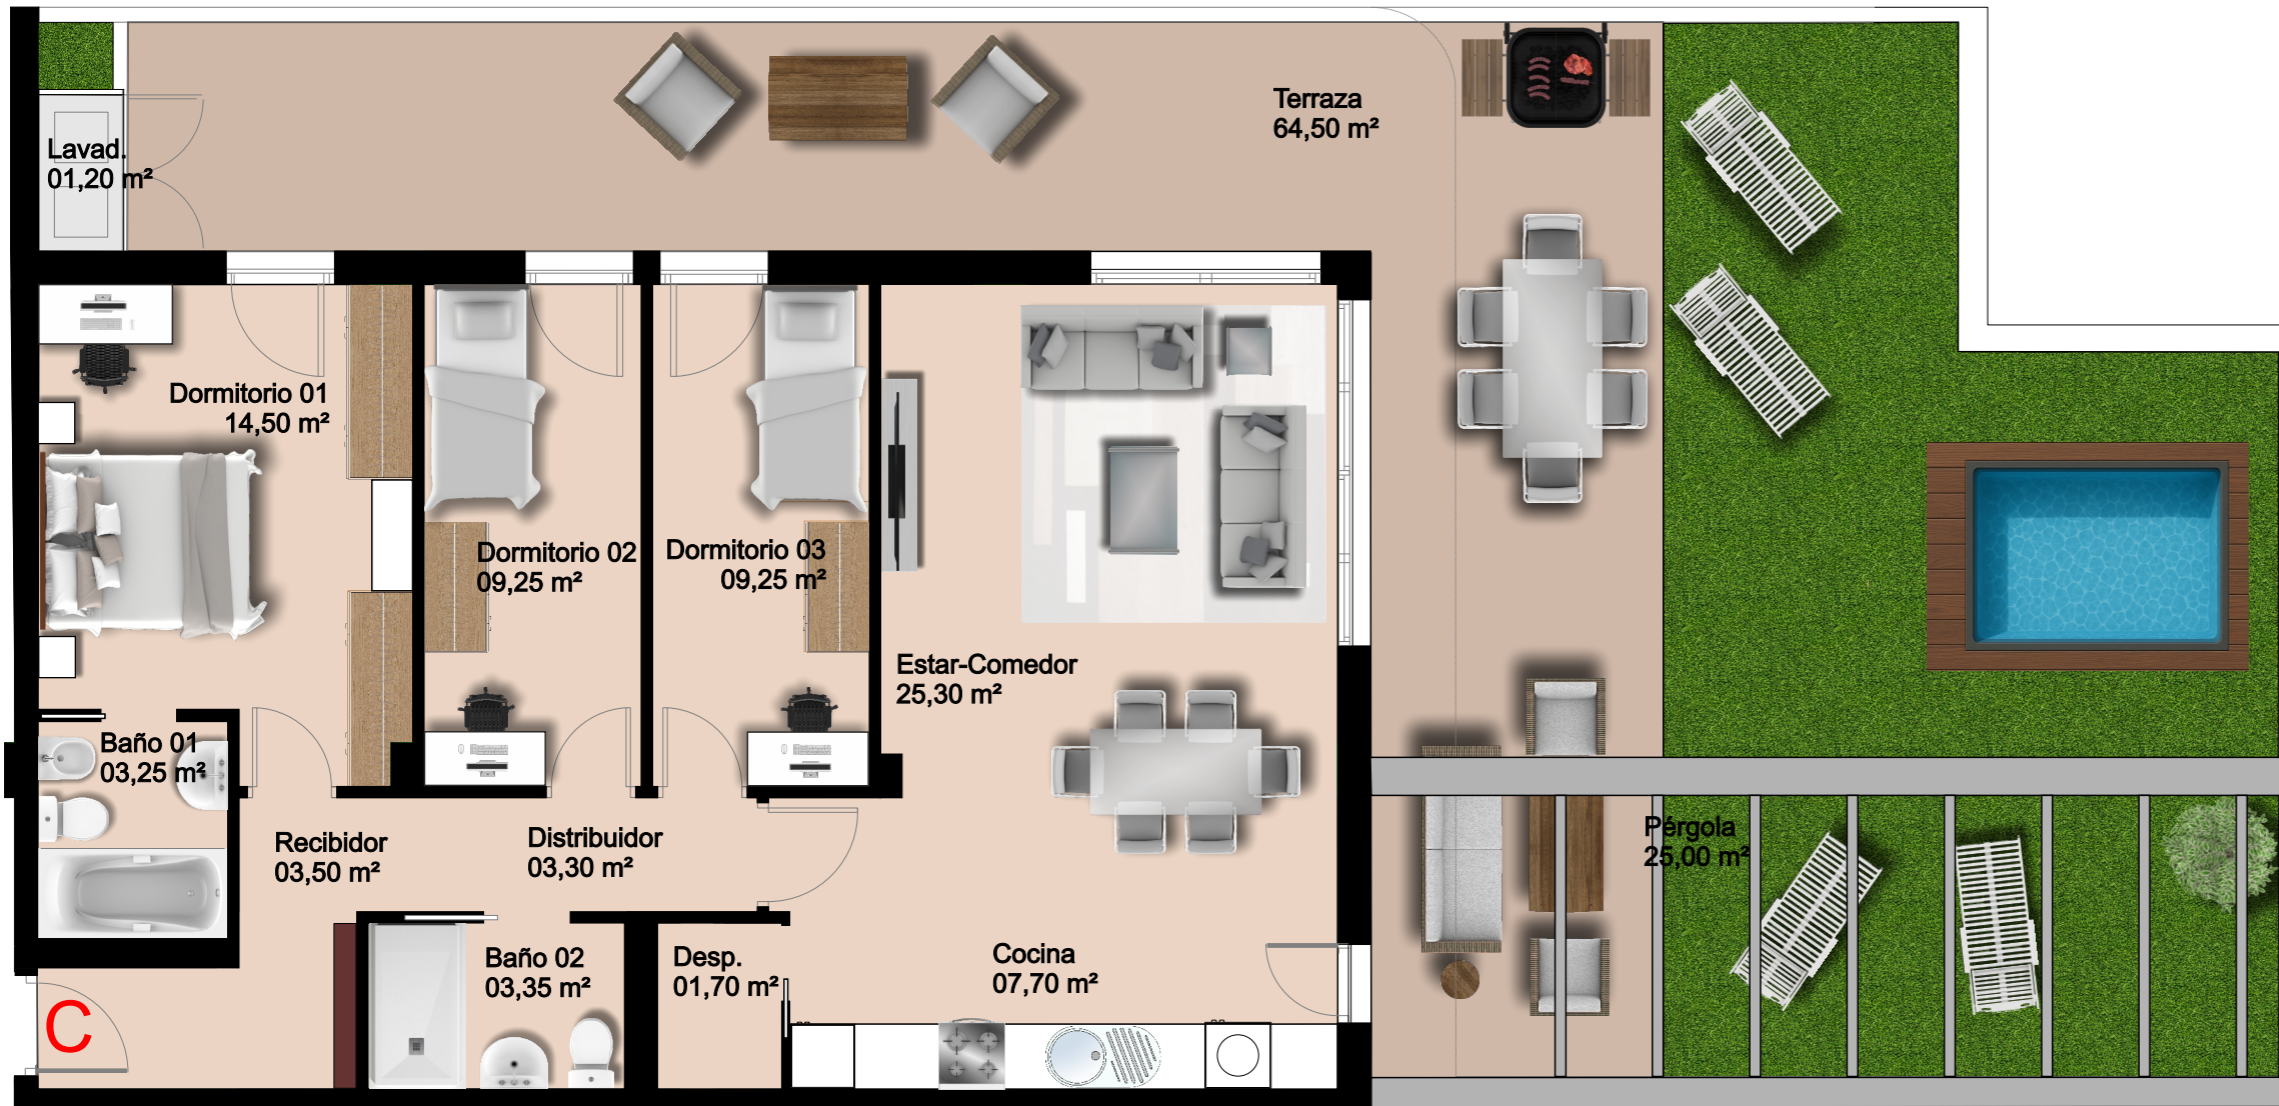 Terraza
64,50 m²
Lavad.
01,20 m²
Dormitorio 01
14,50 m²
Dormitorio 02
09,25 m²
Dormitorio 03
09,25 m²
Estar-Comedor
25,30 m²
Baño 01
03,25 m²
Recibidor
03,50 m²
Distribuidor
03,30 m²
Pérgola
25,00 m²
Baño 02
03,35 m²
Desp.
01,70 m²
Cocina
07,70 m²
C